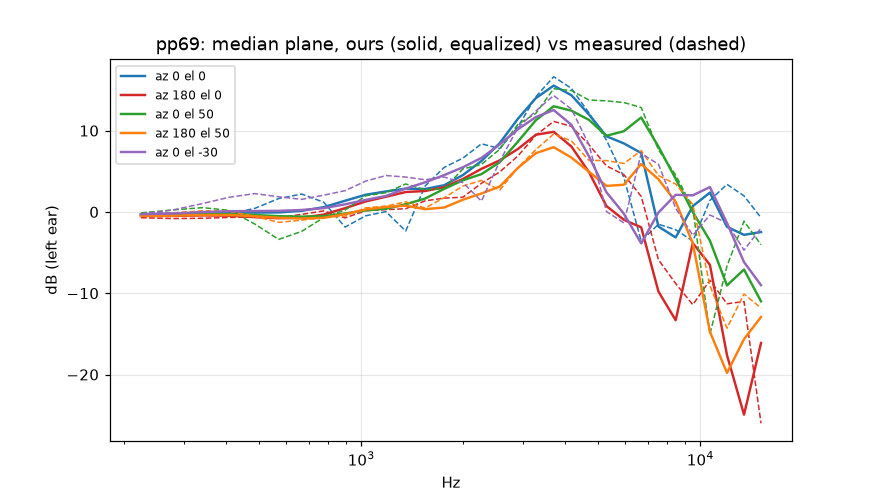 pp69: median plane, ours (solid, equalized) vs measured (dashed)
az 0 el 0
az 180 el 0
az 0 el 50
az 180 el 50
az 0 el -30
10
0
−10
−20
dB (left ear)
10³
10⁴
Hz